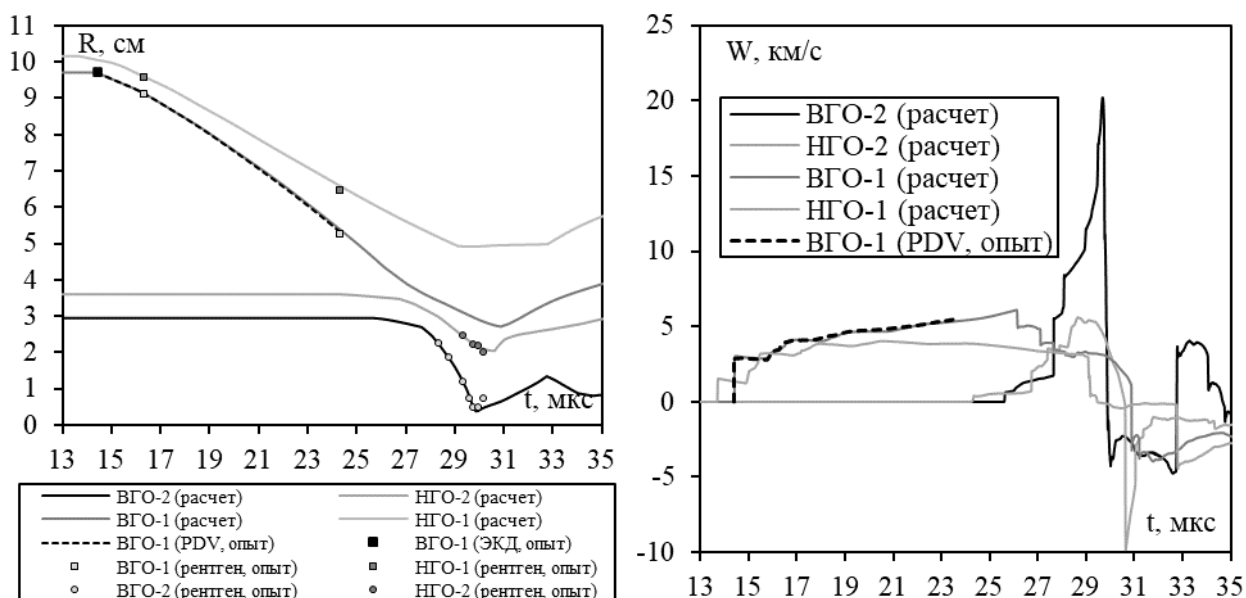 11
10
9
8
7
6
5
4
3
2
1
0
R, см
t, мкс
13 15 17 19 21 23 25 27 29 31 33 35
ВГО-2 (расчет) НГО-2 (расчет)
ВГО-1 (расчет) НГО-1 (расчет)
ВГО-1 (PDV, опыт) ВГО-1 (ЭКД, опыт)
ВГО-1 (рентген, опыт) НГО-1 (рентген, опыт)
ВГО-2 (рентген, опыт) НГО-2 (рентген, опыт)
25
20
15
10
5
0
-5
-10
W, км/с
ВГО-2 (расчет)
НГО-2 (расчет)
ВГО-1 (расчет)
НГО-1 (расчет)
ВГО-1 (PDV, опыт)
t, мкс
13 15 17 19 21 23 25 27 29 31 33 35